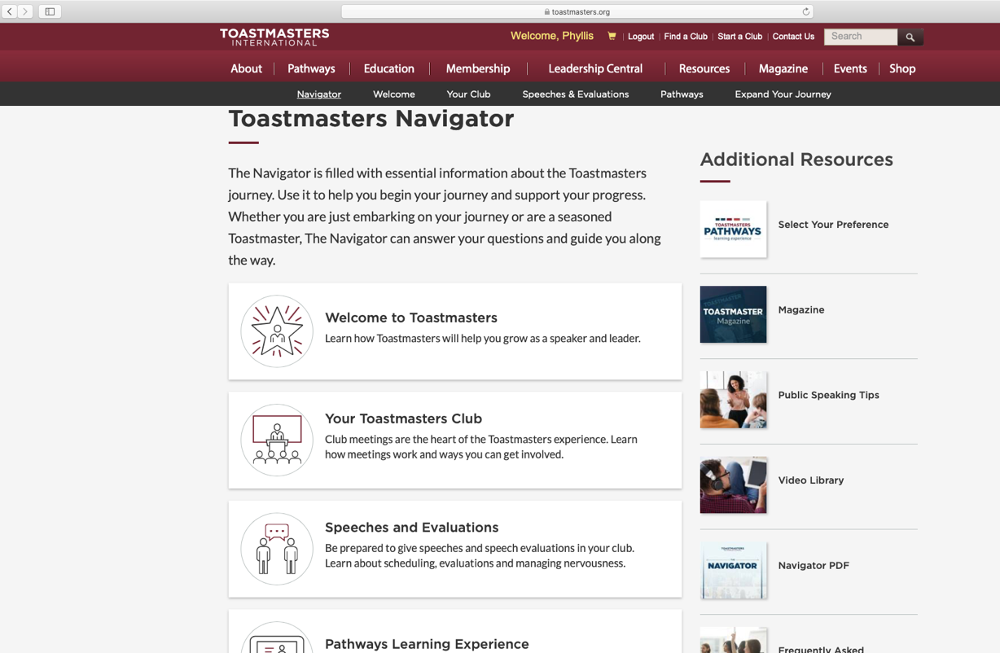 toastmasters.org
TOASTMASTERS
INTERNATIONAL
Welcome, Phyllis
Logout
Find a Club
Start a Club
Contact Us
Search
About
Pathways
Education
Membership
Leadership Central
Resources
Magazine
Events
Shop
Navigator
Welcome
Your Club
Speeches & Evaluations
Pathways
Expand Your Journey
Toastmasters Navigator
The Navigator is filled with essential information about the Toastmasters
journey. Use it to help you begin your journey and support your progress.
Whether you are just embarking on your journey or are a seasoned
Toastmaster, The Navigator can answer your questions and guide you along
the way.
Welcome to Toastmasters
Learn how Toastmasters will help you grow as a speaker and leader.
Your Toastmasters Club
Club meetings are the heart of the Toastmasters experience. Learn
how meetings work and ways you can get involved.
Speeches and Evaluations
Be prepared to give speeches and speech evaluations in your club.
Learn about scheduling, evaluations and managing nervousness.
Pathways Learning Experience
Additional Resources
TOASTMASTERS
PATHWAYS
learning experience
Select Your Preference
TOASTMASTER
TOASTMASTER
Magazine
Magazine
Public Speaking Tips
Video Library
TOASTMASTERS
NAVIGATOR
Navigator PDF
Frequently Asked